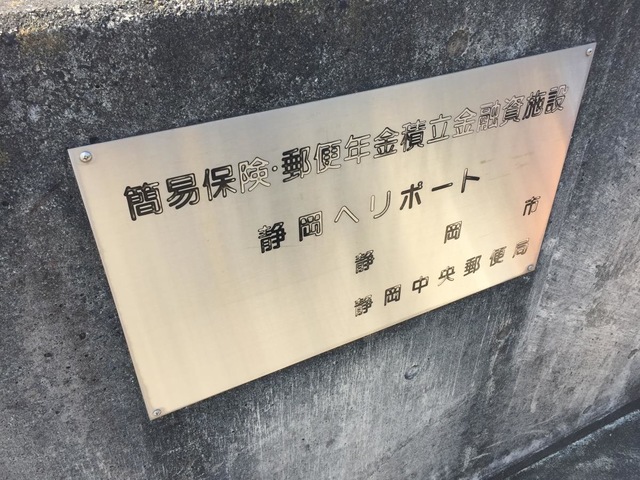 簡易保険・郵便年金積立金融資施設
静岡ヘリポート
静岡市
静岡中央郵便局